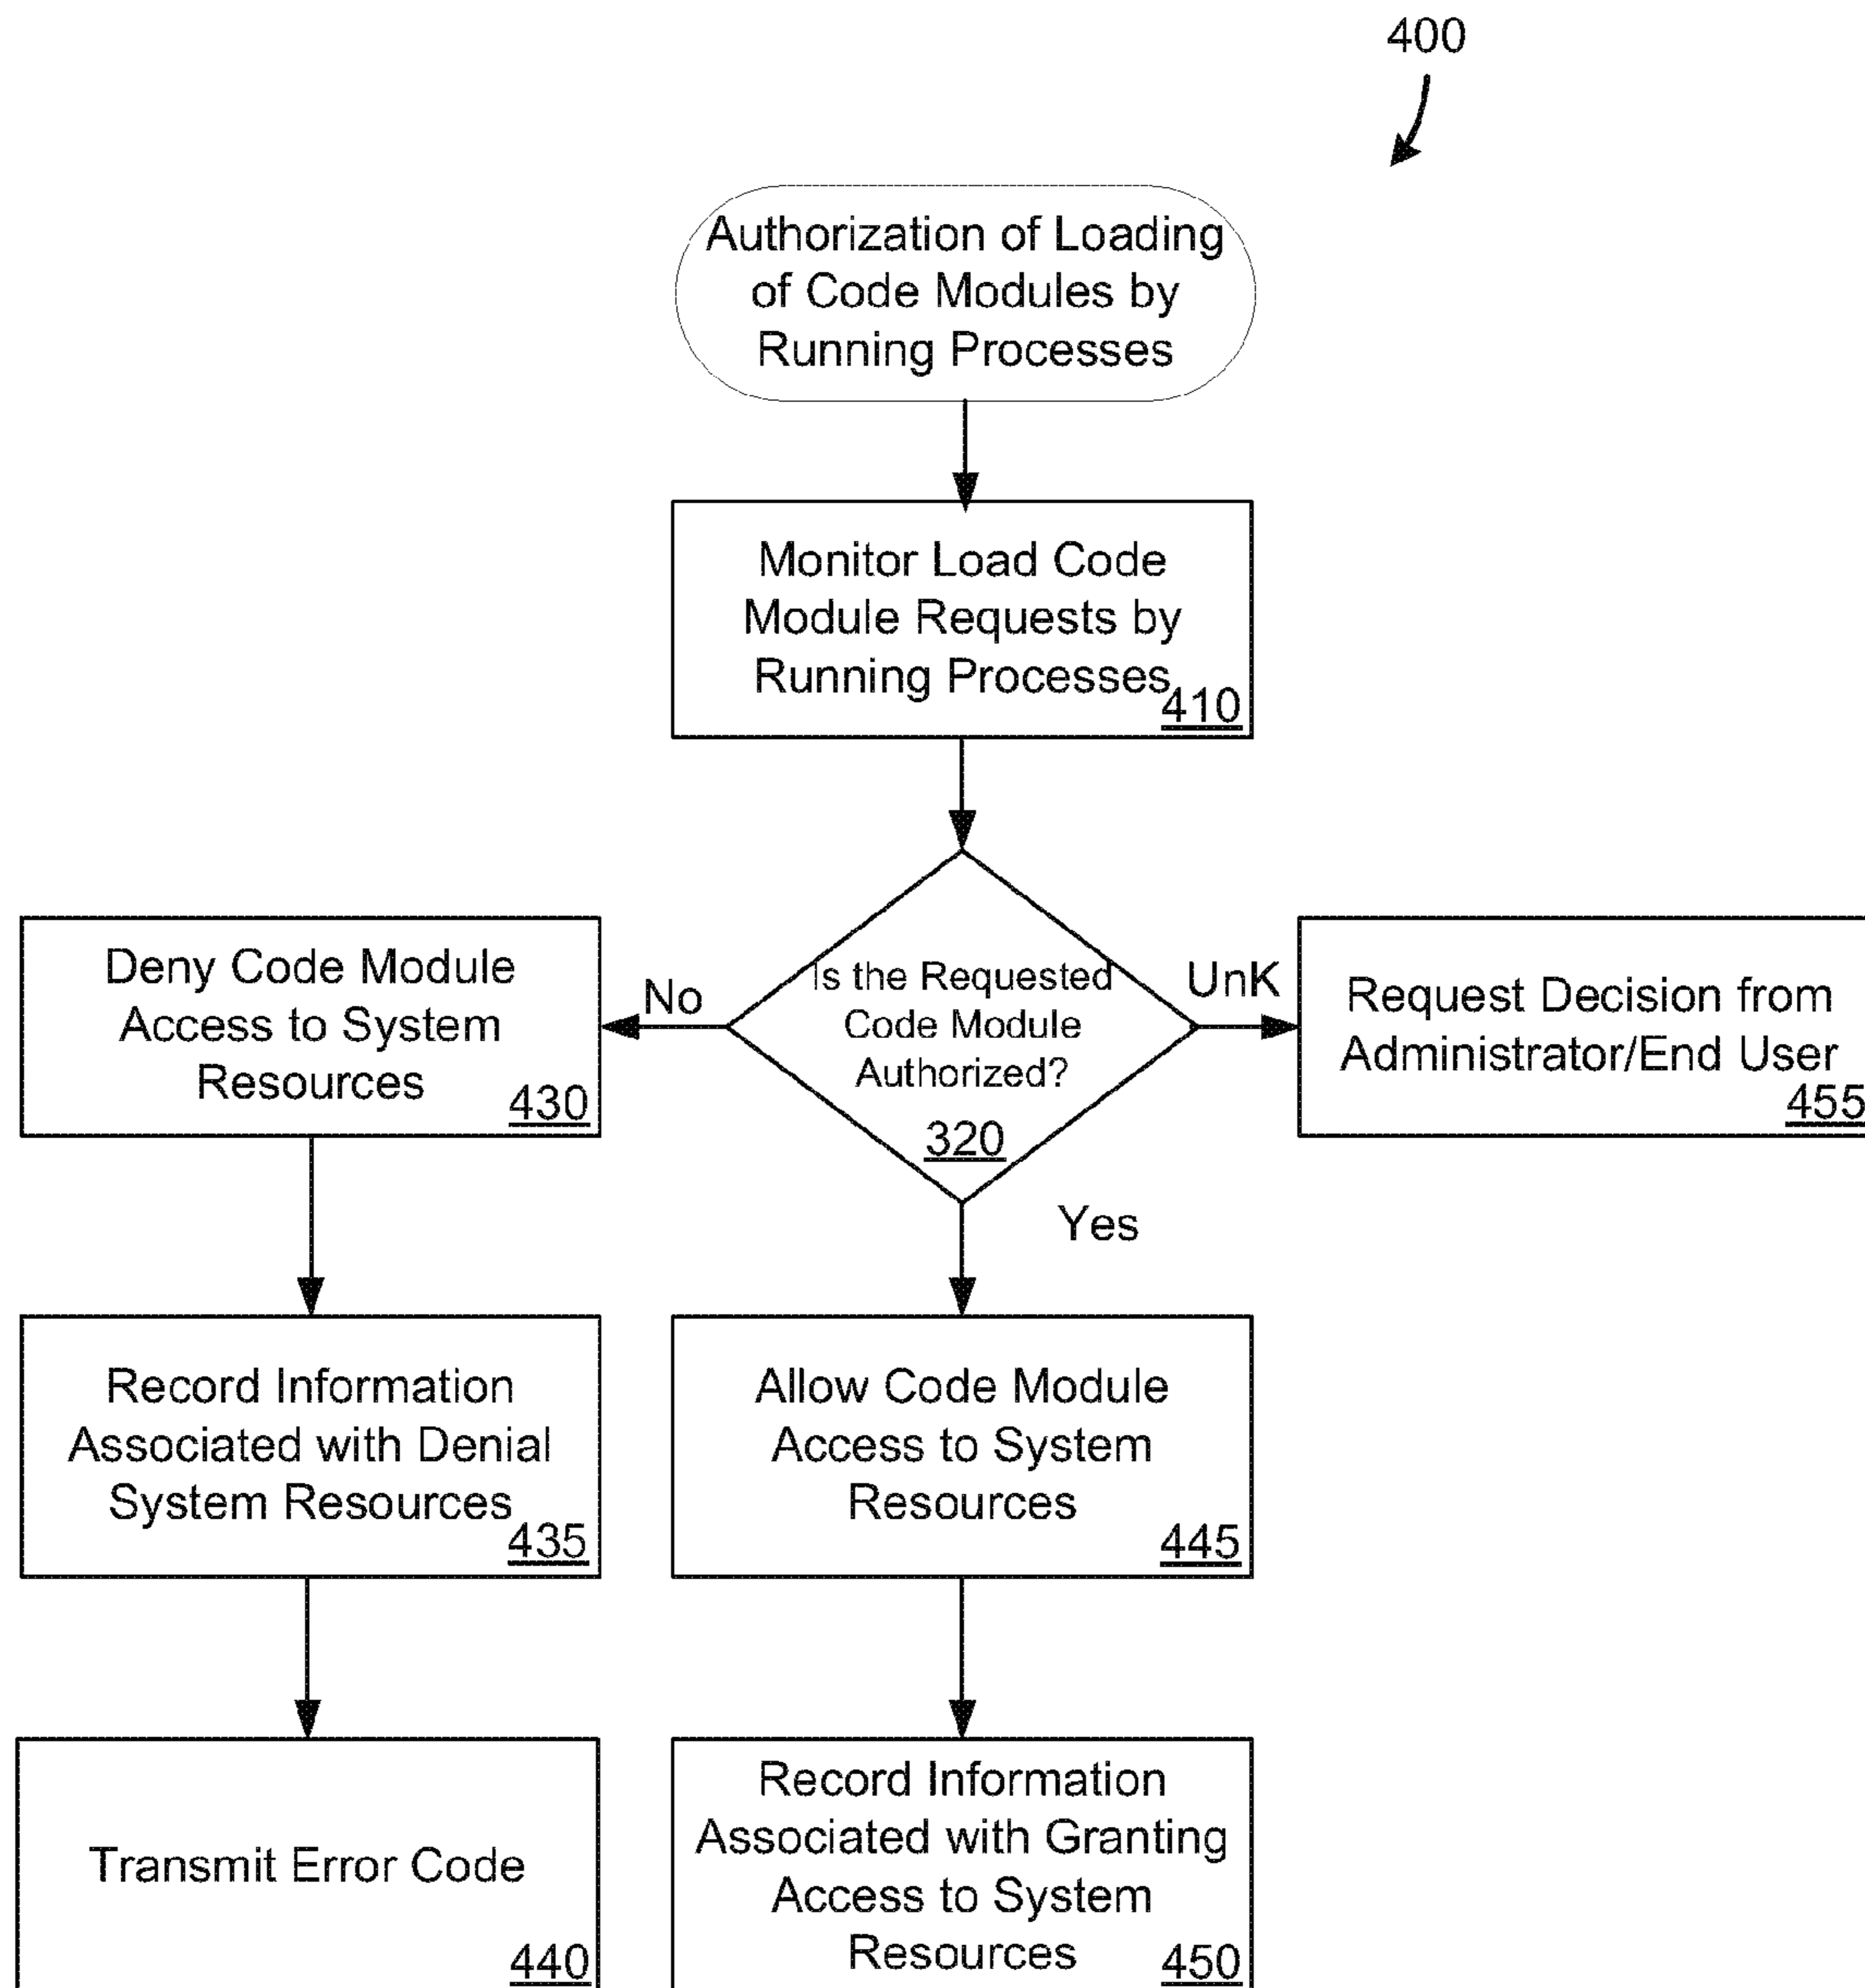 400
Authorization of Loading
of Code Modules by
Running Processes
Monitor Load Code
Module Requests by
Running Processes
410
Is the Requested
Code Module
Authorized?
320
No
UnK
Yes
Deny Code Module
Access to System
Resources
430
Request Decision from
Administrator/End User
455
Record Information
Associated with Denial
System Resources
435
Allow Code Module
Access to System
Resources
445
Transmit Error Code
440
Record Information
Associated with Granting
Access to System
Resources
450